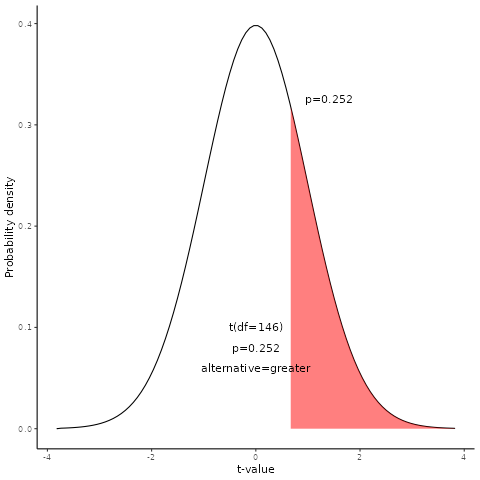 0.4
p=0.252
0.3
Probability density
0.2
0.1
t(df=146)
p=0.252
alternative=greater
0.0
-4
-2
0
2
4
t-value